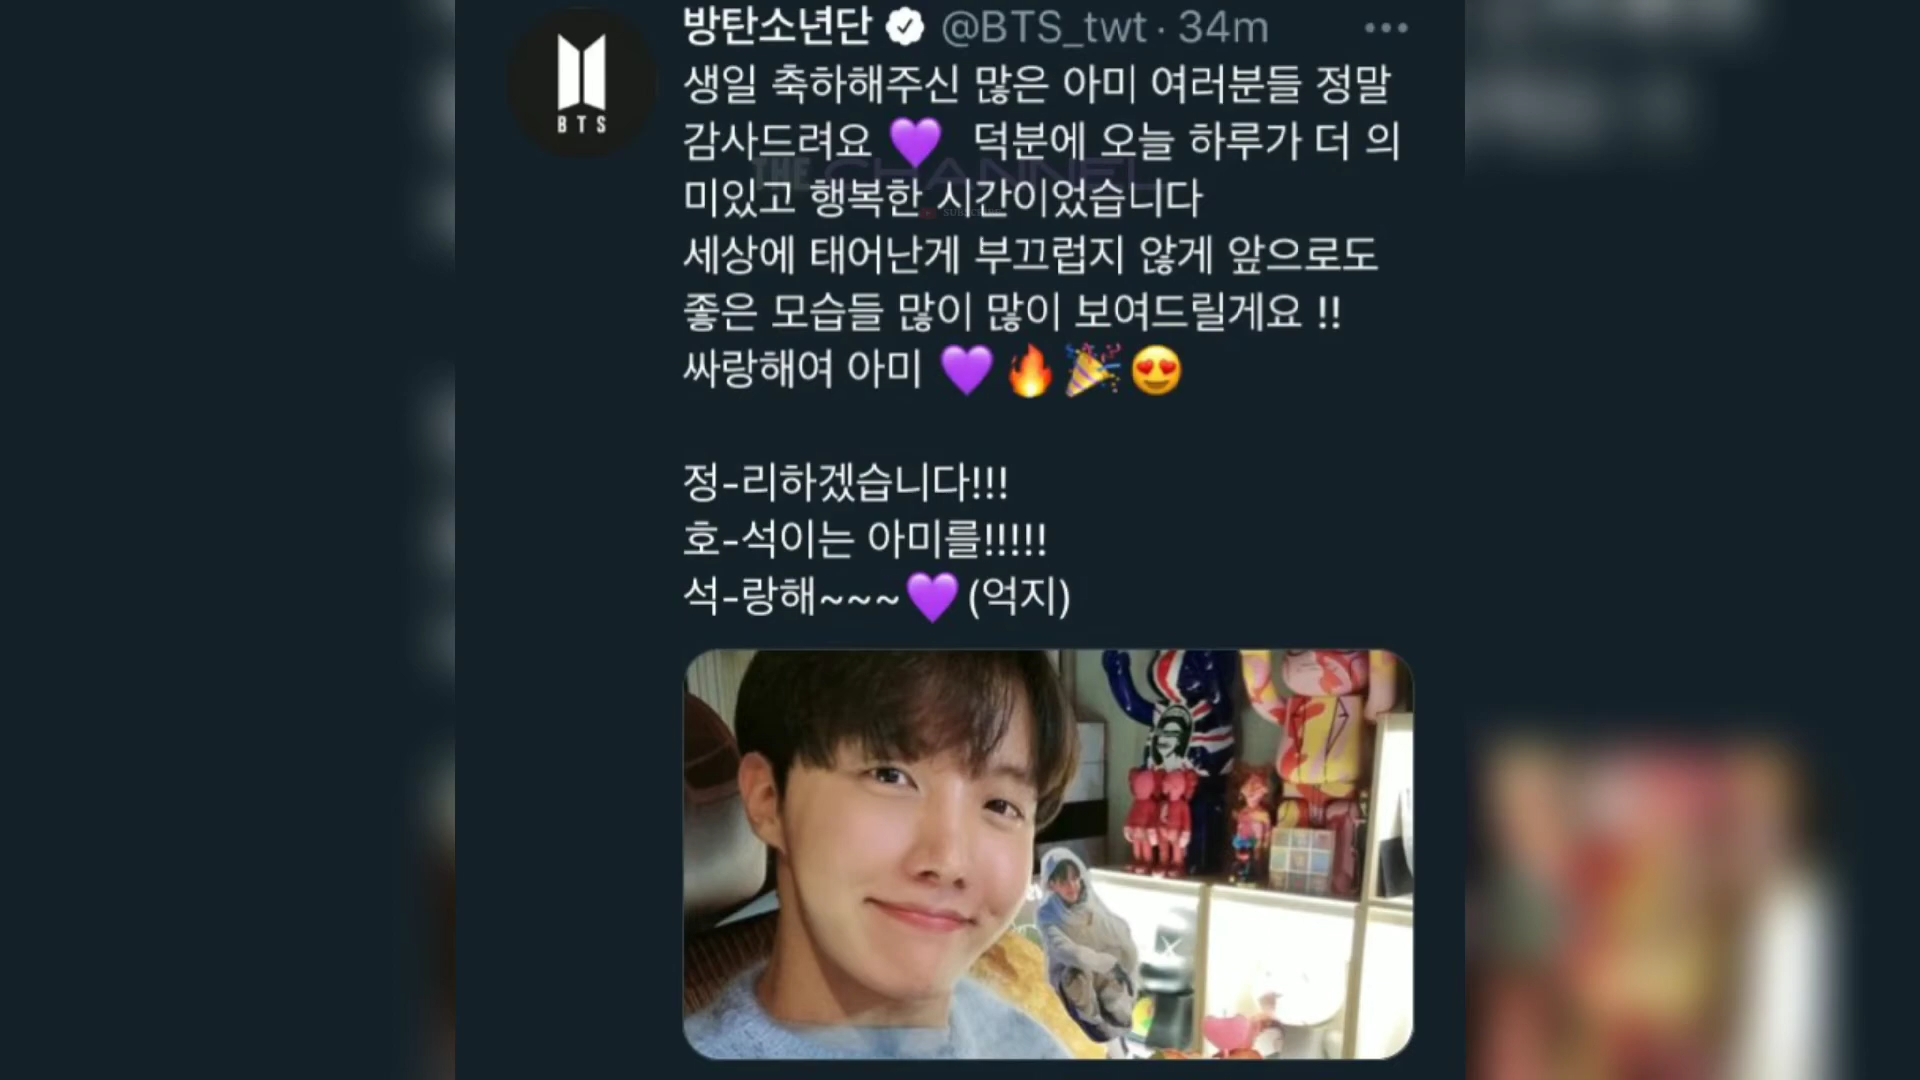 방탄소년단 @BTS_twt · 34m
BTS
생일 축하해주신 많은 아미 여러분들 정말
감사드려요 💜 덕분에 오늘 하루가 더 의
미있고 행복한 시간이었습니다
THE CHANNEL
세상에 태어난게 부끄럽지 않게 앞으로도
좋은 모습들 많이 많이 보여드릴게요 !!
싸랑해여 아미 💜🔥🎉😍
정-리하겠습니다!!!
호-석이는 아미를!!!!!
석-랑해~~~💜(억지)